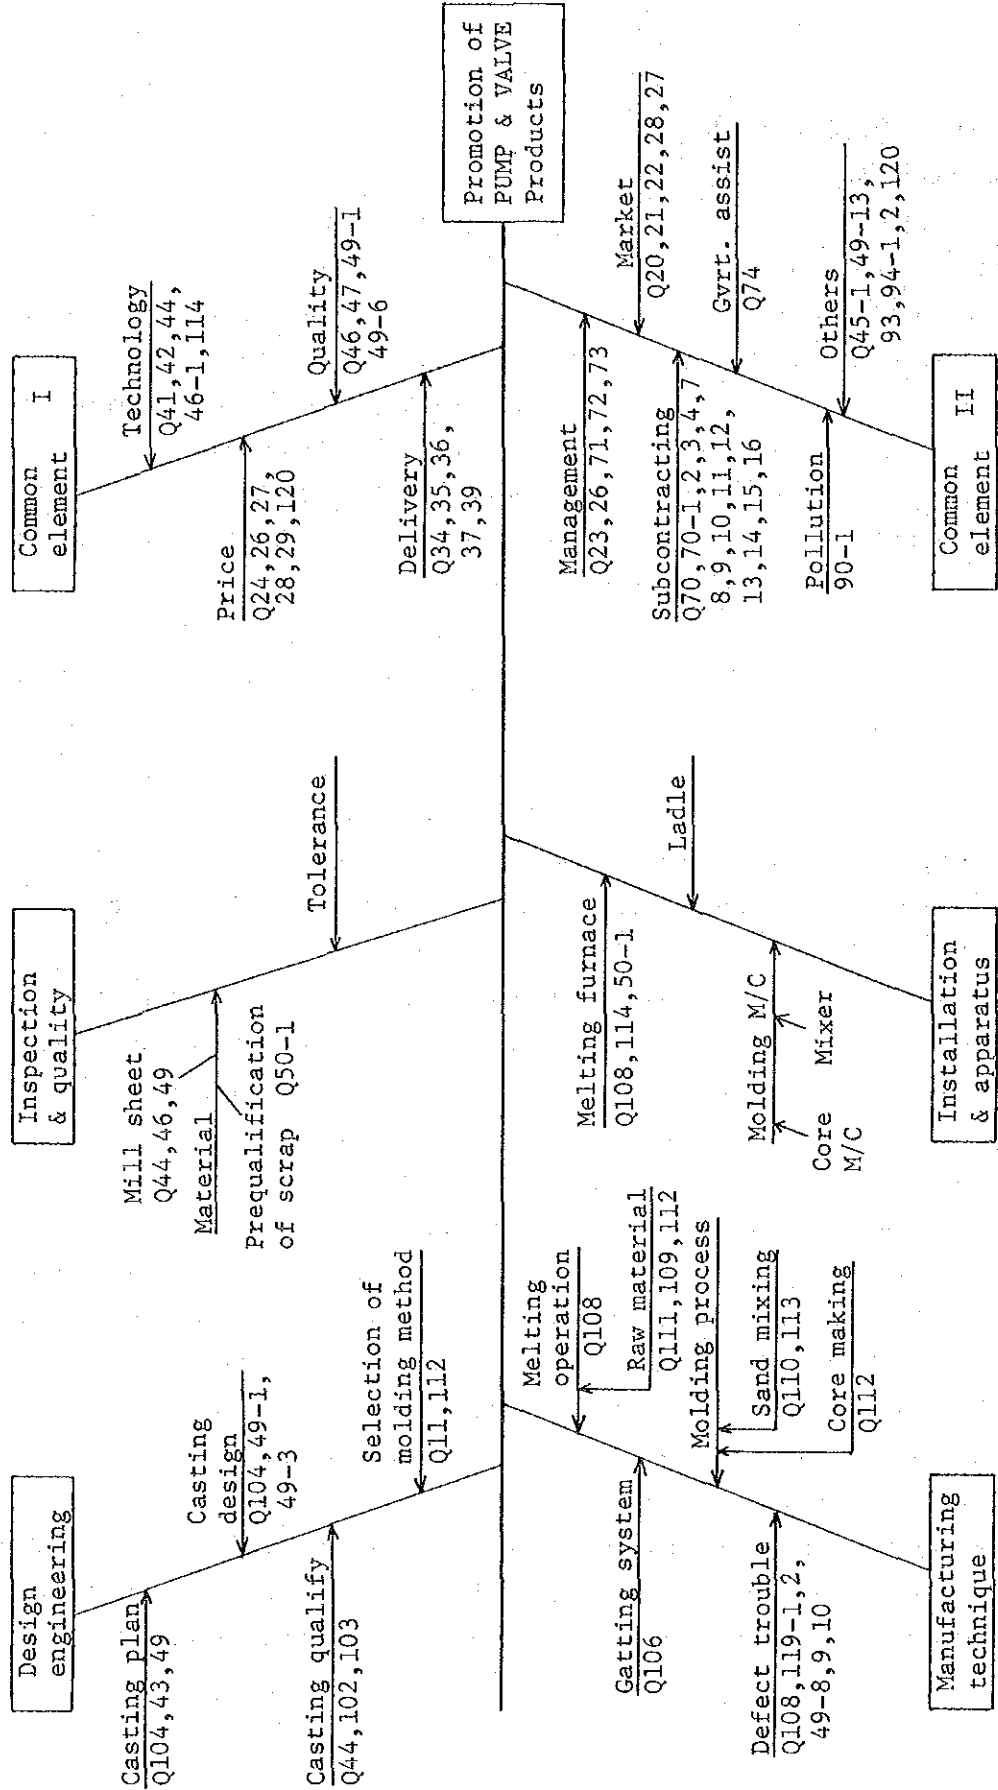 Design
engineering
Casting plan
Q104,43,49
Casting
design
Q104,49-1,
49-3
Casting qualify
Q44,102,103
Selection of
molding method
Q11,112
Inspection
& quality
Mill sheet
Q44,46,49
Material
Prequalification
of scrap Q50-1
Tolerance
Common I
element
Technology
Q41,42,44,
46-1,114
Price
Q24,26,27,
28,29,120
Quality
Q46,47,49-1
49-6
Delivery
Q34,35,36,
37,39
Promotion of
PUMP & VALVE
Products
Melting
operation
Q108
Raw material
Q111,109,112
Gatting system
Q106
Molding process
Sand mixing
Q110,113
Core making
Q112
Defect trouble
Q108,119-1,2,
49-8,9,10
Manufacturing
technique
Melting furnace
Q108,114,50-1
Ladle
Molding M/C
Core
M/C
Mixer
Installation
& apparatus
Management
Q23,26,71,72,73
Market
Q20,21,22,28,27
Subcontracting
Q70,70-1,2,3,4,7
8,9,10,11,12,
13,14,15,16
Gvrt. assist
Q74
Pollution
90-1
Others
Q45-1,49-13,
93,94-1,2,120
Common II
element